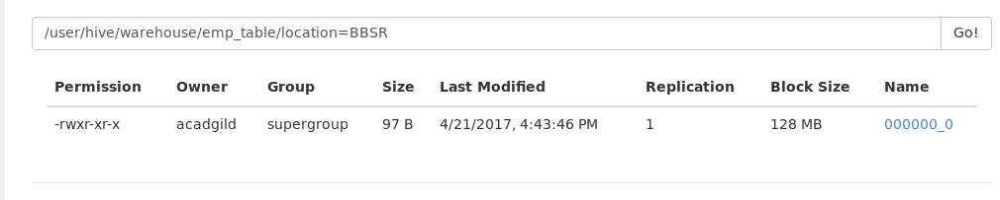 /user/hive/warehouse/emp_table/location=BBSR Go!
Permission Owner Group Size Last Modified Replication Block Size Name
-rwxr-xr-x acadgild supergroup 97 B 4/21/2017, 4:43:46 PM 1 128 MB 000000_0